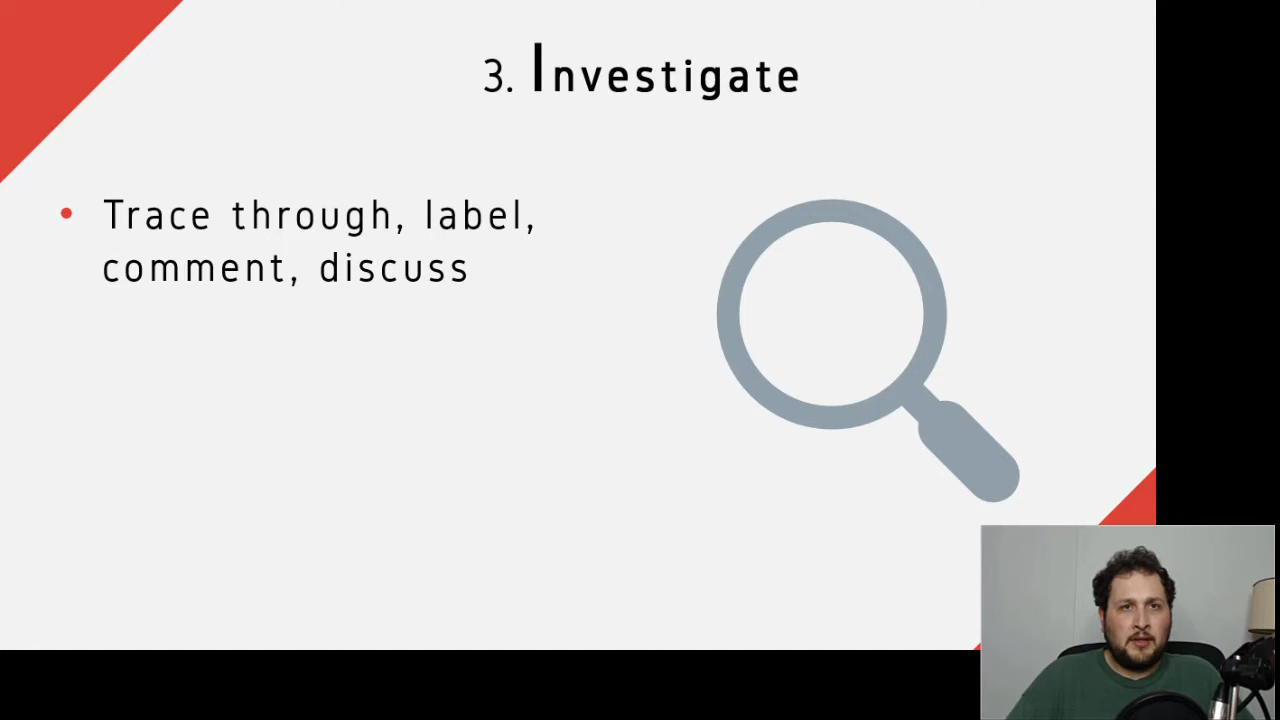 3. Investigate
• Trace through, label,
comment, discuss